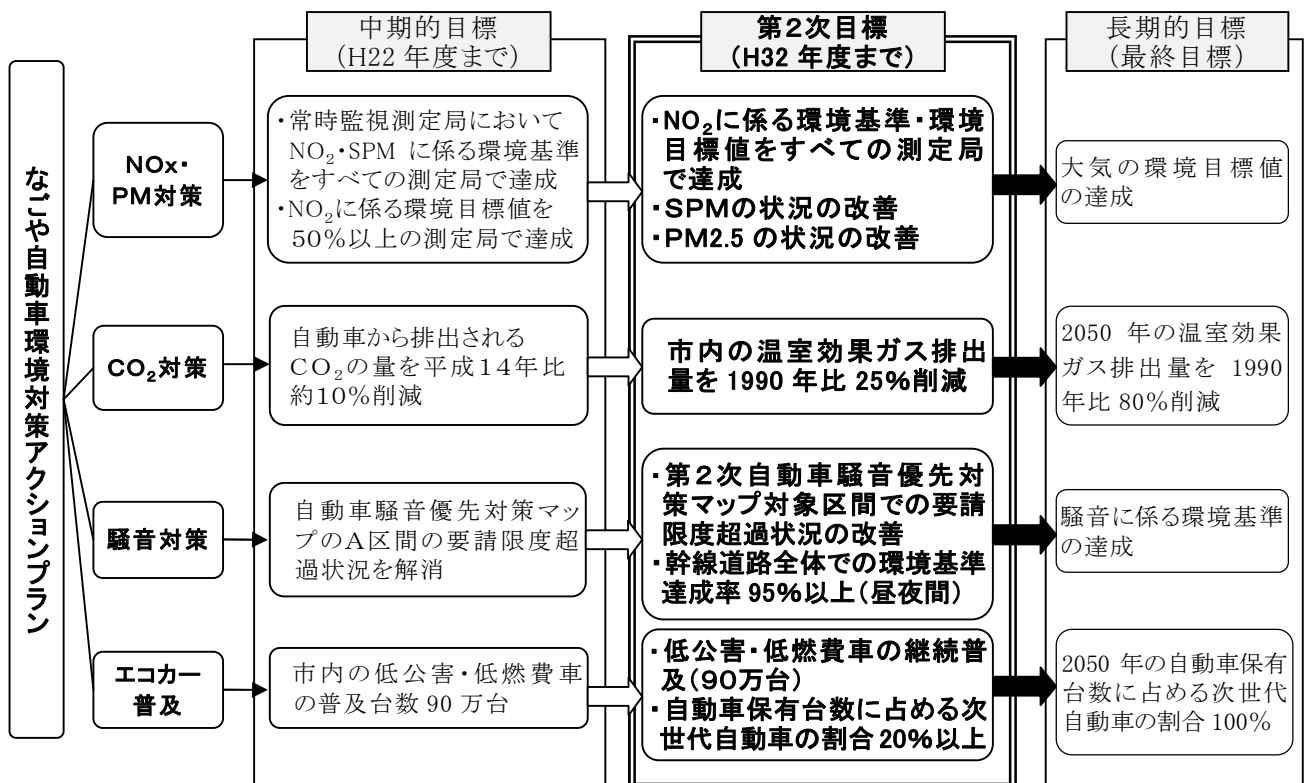 中期的目標
(H22 年度まで)
第2次目標
(H32 年度まで)
長期的目標
(最終目標)
なごや自動車環境対策アクションプラン
NOx・
PM対策
・常時監視測定局において
NO₂・SPM に係る環境基準
をすべての測定局で達成
・NO₂に係る環境目標値を
50%以上の測定局で達成
・NO₂に係る環境基準・環境
目標値をすべての測定局
で達成
・SPMの状況の改善
・PM2.5 の状況の改善
大気の環境目標値
の達成
CO₂対策
自動車から排出される
CO₂の量を平成14年比
約10%削減
市内の温室効果ガス排出
量を 1990 年比 25%削減
2050 年の温室効果
ガス排出量を 1990
年比 80%削減
騒音対策
自動車騒音優先対策マッ
プのA区間の要請限度超
過状況を解消
・第2次自動車騒音優先対
策マップ対象区間での要請
限度超過状況の改善
・幹線道路全体での環境基準
達成率 95%以上(昼夜間)
騒音に係る環境基準
の達成
エコカー
普及
市内の低公害・低燃費車
の普及台数 90 万台
・低公害・低燃費車の継続普
及(90万台)
・自動車保有台数に占める次
世代自動車の割合 20%以上
2050 年の自動車保有
台数に占める次世代
自動車の割合 100%